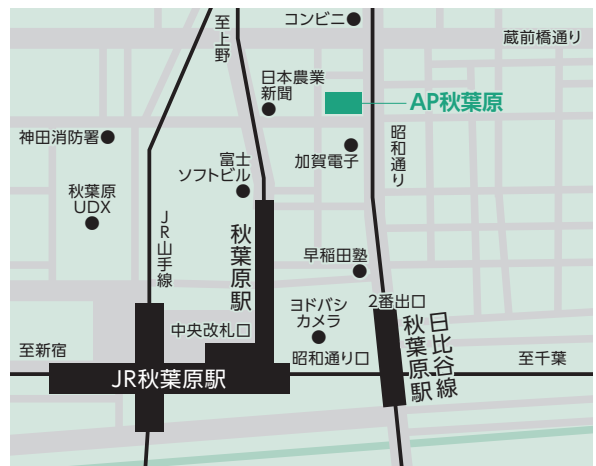 コンビニ
蔵前橋通り
至上野
日本農業
新聞
AP秋葉原
神田消防署
加賀電子
昭和通り
富士
ソフトビル
秋葉原
UDX
JR山手線
秋葉原駅
早稲田塾
2番出口
ヨドバシ
カメラ
中央改札口
日比谷線
秋葉原駅
至新宿
昭和通り口
至千葉
JR秋葉原駅